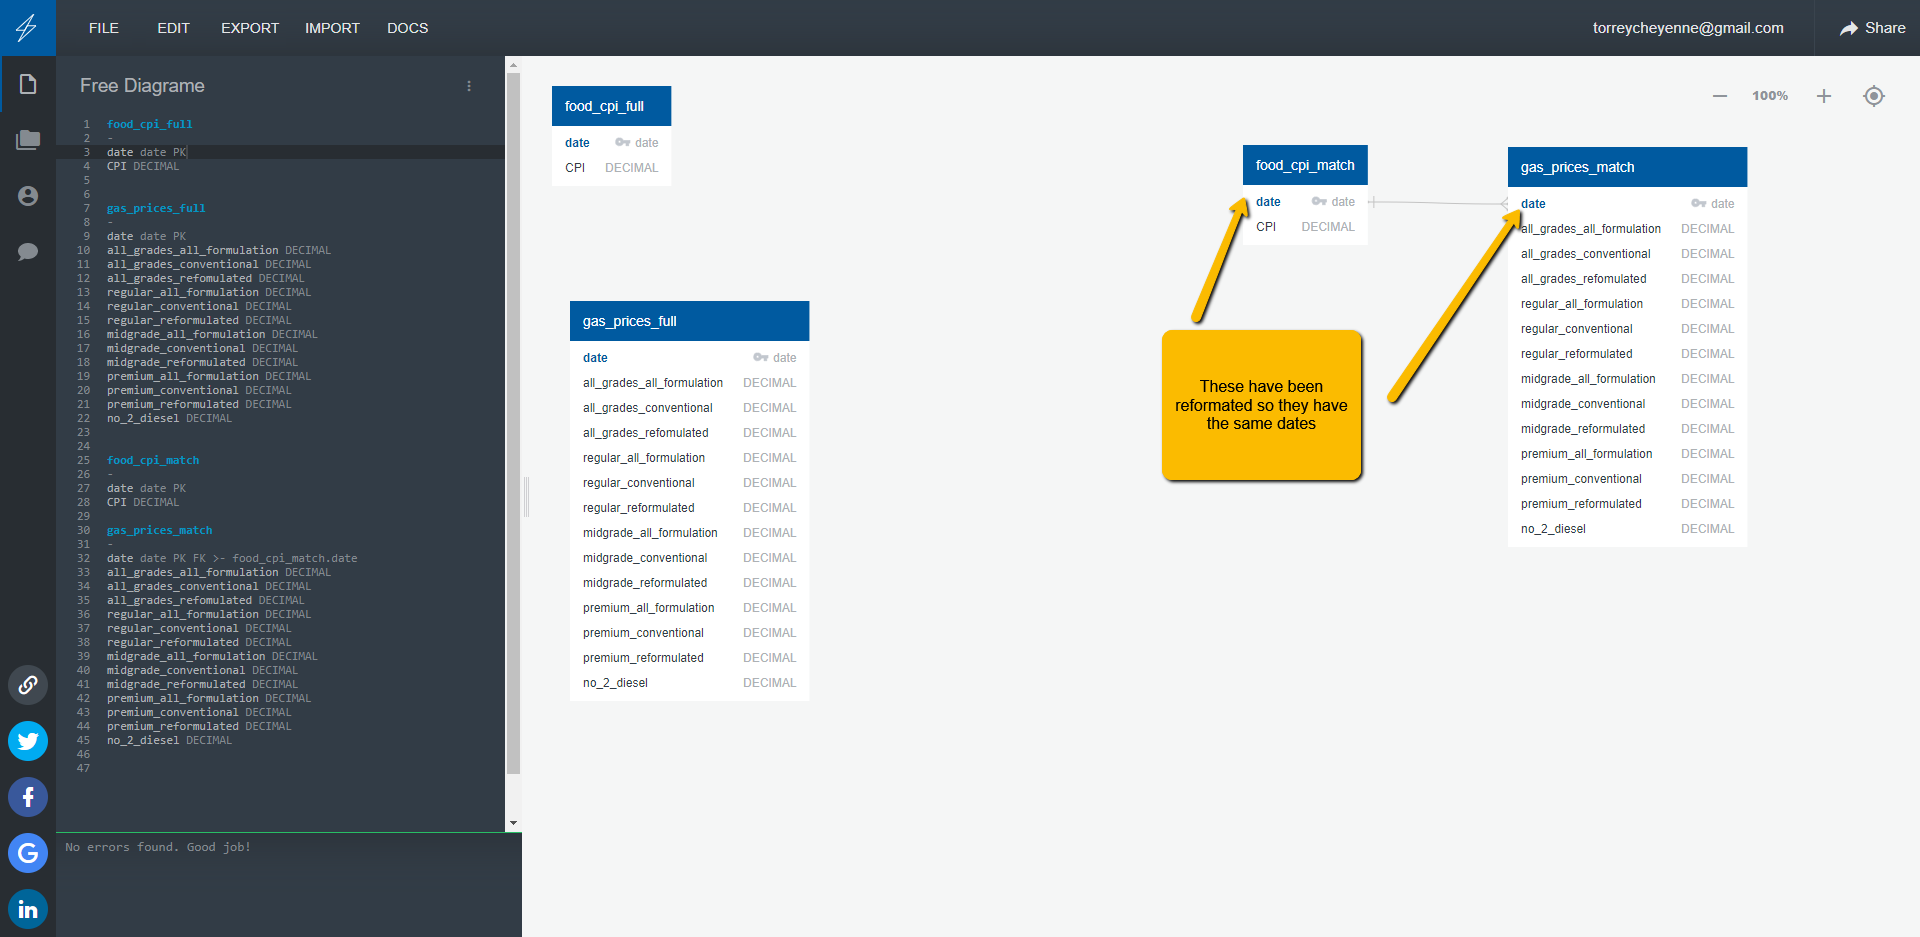 FILE EDIT EXPORT IMPORT DOCS
torreycheyenne@gmail.com
Share
Free Diagrame
1 food_cpi_full
2 -
3 date date PK
4 CPI DECIMAL
5
6
7 gas_prices_full
8 -
9 date date PK
10 all_grades_all_formulation DECIMAL
11 all_grades_conventional DECIMAL
12 all_grades_refomulated DECIMAL
13 regular_all_formulation DECIMAL
14 regular_conventional DECIMAL
15 regular_reformulated DECIMAL
16 midgrade_all_formulation DECIMAL
17 midgrade_conventional DECIMAL
18 midgrade_reformulated DECIMAL
19 premium_all_formulation DECIMAL
20 premium_conventional DECIMAL
21 premium_reformulated DECIMAL
22 no_2_diesel DECIMAL
23
24
25 food_cpi_match
26 -
27 date date PK
28 CPI DECIMAL
29
30 gas_prices_match
31 -
32 date date PK FK >- food_cpi_match.date
33 all_grades_all_formulation DECIMAL
34 all_grades_conventional DECIMAL
35 all_grades_refomulated DECIMAL
36 regular_all_formulation DECIMAL
37 regular_conventional DECIMAL
38 regular_reformulated DECIMAL
39 midgrade_all_formulation DECIMAL
40 midgrade_conventional DECIMAL
41 midgrade_reformulated DECIMAL
42 premium_all_formulation DECIMAL
43 premium_conventional DECIMAL
44 premium_reformulated DECIMAL
45 no_2_diesel DECIMAL
46
47
No errors found. Good job!
food_cpi_full
date date
CPI DECIMAL
gas_prices_full
date date
all_grades_all_formulation DECIMAL
all_grades_conventional DECIMAL
all_grades_refomulated DECIMAL
regular_all_formulation DECIMAL
regular_conventional DECIMAL
regular_reformulated DECIMAL
midgrade_all_formulation DECIMAL
midgrade_conventional DECIMAL
midgrade_reformulated DECIMAL
premium_all_formulation DECIMAL
premium_conventional DECIMAL
premium_reformulated DECIMAL
no_2_diesel DECIMAL
100%
food_cpi_match
date date
CPI DECIMAL
These have been
reformated so they have
the same dates
gas_prices_match
date date
all_grades_all_formulation DECIMAL
all_grades_conventional DECIMAL
all_grades_refomulated DECIMAL
regular_all_formulation DECIMAL
regular_conventional DECIMAL
regular_reformulated DECIMAL
midgrade_all_formulation DECIMAL
midgrade_conventional DECIMAL
midgrade_reformulated DECIMAL
premium_all_formulation DECIMAL
premium_conventional DECIMAL
premium_reformulated DECIMAL
no_2_diesel DECIMAL